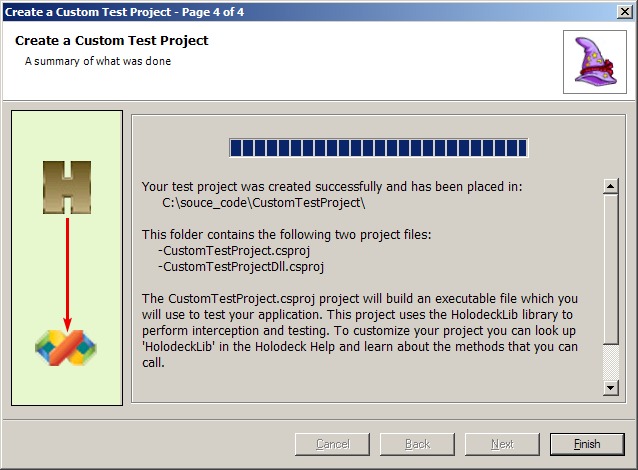 Create a Custom Test Project - Page 4 of 4
Create a Custom Test Project
A summary of what was done
H
Your test project was created successfully and has been placed in:
C:\souce_code\CustomTestProject\
This folder contains the following two project files:
-CustomTestProject.csproj
-CustomTestProjectDll.csproj
The CustomTestProject.csproj project will build an executable file which you
will use to test your application. This project uses the HolodeckLib library to
perform interception and testing. To customize your project you can look up
'HolodeckLib' in the Holodeck Help and learn about the methods that you can
call.
Cancel
Back
Next
Finish